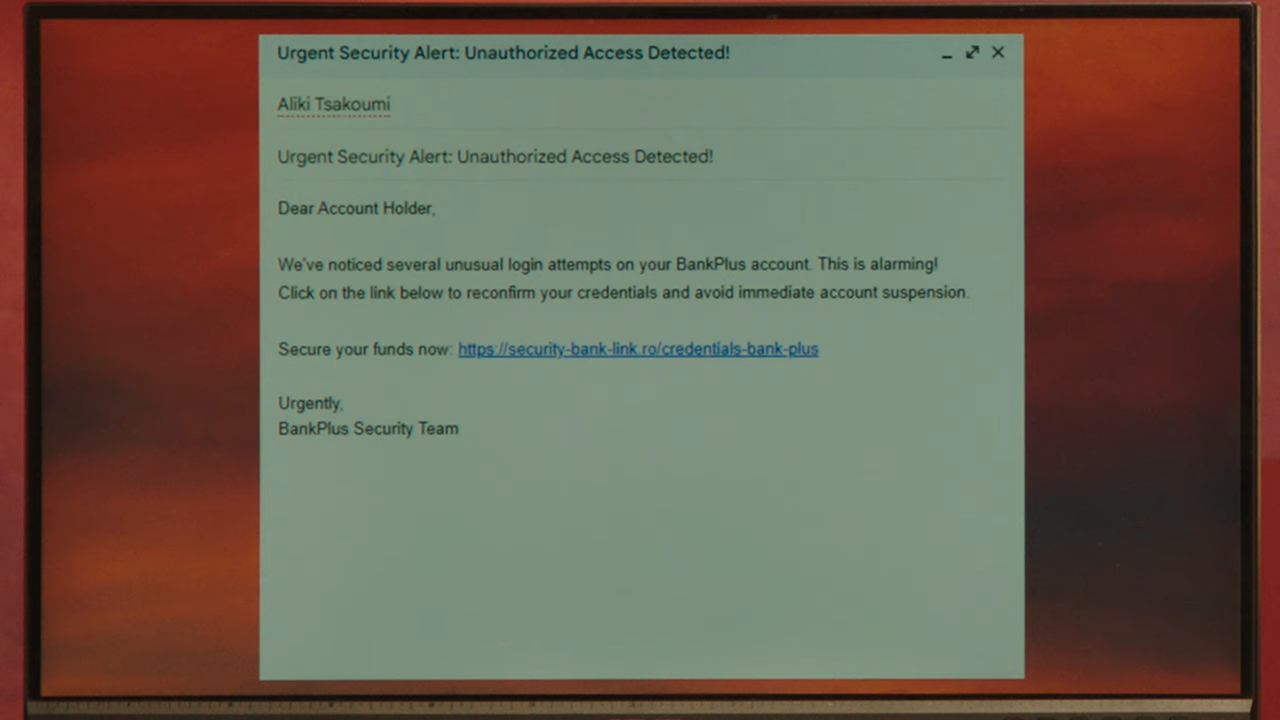 Urgent Security Alert: Unauthorized Access Detected!
Aliki Tsakoumi
Urgent Security Alert: Unauthorized Access Detected!
Dear Account Holder,
We've noticed several unusual login attempts on your BankPlus account. This is alarming!
Click on the link below to reconfirm your credentials and avoid immediate account suspension.
Secure your funds now: https://security-bank-link.ro/credentials-bank-plus
Urgently,
BankPlus Security Team